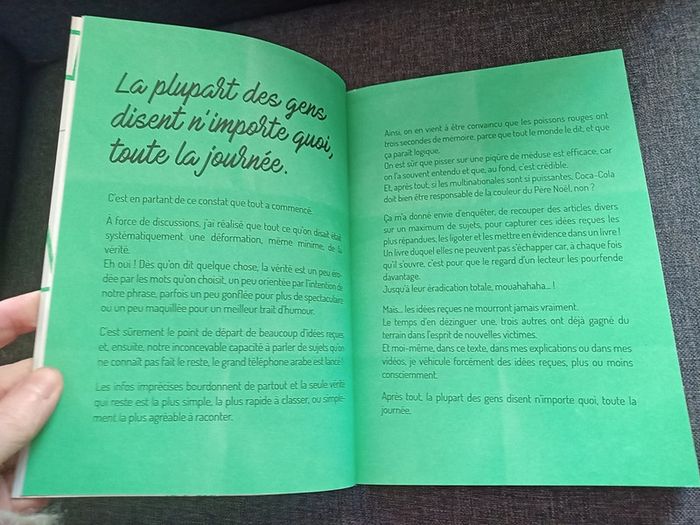 La plupart des gens
disent n'importe quoi,
toute la journée.
C'est en partant de ce constat que tout a commencé.
À force de discussions, j'ai réalisé que tout ce qu'on disait était
systématiquement une déformation, même minime, de la
vérité.
Eh oui ! Dès qu'on dit quelque chose, la vérité est un peu éro-
dée par les mots qu'on choisit, un peu orientée par l'intention de
notre phrase, parfois un peu gonflée pour plus de spectaculaire
ou un peu maquillée pour un meilleur trait d'humour.
C'est sûrement le point de départ de beaucoup d'idées reçues
et, ensuite, notre inconcevable capacité à parler de sujets qu'on
ne connaît pas fait le reste, le grand téléphone arabe est lancé !
Les infos imprécises bourdonnent de partout et la seule vérité
qui reste est la plus simple, la plus rapide à classer, ou simple-
ment la plus agréable à raconter.
Ainsi, on en vient à être convaincu que les poissons rouges ont
trois secondes de mémoire, parce que tout le monde le dit, et que
ça paraît logique.
On est sûr que pisser sur une piqûre de méduse est efficace, car
on l'a souvent entendu et que, au fond, c'est crédible.
Et, après tout, si les multinationales sont si puissantes, Coca-Cola
doit bien être responsable de la couleur du Père Noël, non ?
Ça m'a donné envie d'enquêter, de recouper des articles divers
sur un maximum de sujets, pour capturer ces idées reçues les
plus répandues, les ligoter et les mettre en évidence dans un livre !
Un livre duquel elles ne peuvent pas s'échapper car, à chaque fois
qu'il s'ouvre, c'est pour que le regard d'un lecteur les pourfende
davantage.
Jusqu'à leur éradication totale, mouahahaha... !
Mais... les idées reçues ne mourront jamais vraiment.
Le temps d'en dézinguer une, trois autres ont déjà gagné du
terrain dans l'esprit de nouvelles victimes.
Et moi-même, dans ce texte, dans mes explications ou dans mes
vidéos, je véhicule forcément des idées reçues, plus ou moins
consciemment.
Après tout, la plupart des gens disent n'importe quoi, toute la
journée.